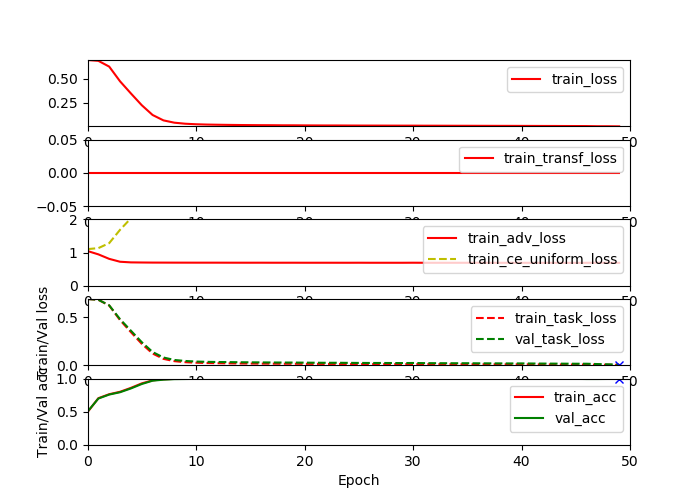 0.50
0.25
train_loss
0 10 20 30 40 50
0.05
0.00
−0.05
train_transf_loss
0 10 20 30 40 50
2
1
0
train_adv_loss
train_ce_uniform_loss
0 10 20 30 40 50
Train/Val loss
0.5
0.0
train_task_loss
val_task_loss
0 10 20 30 40 50
Train/Val acc
1.0
0.5
0.0
train_acc
val_acc
0 10 20 30 40 50
Epoch